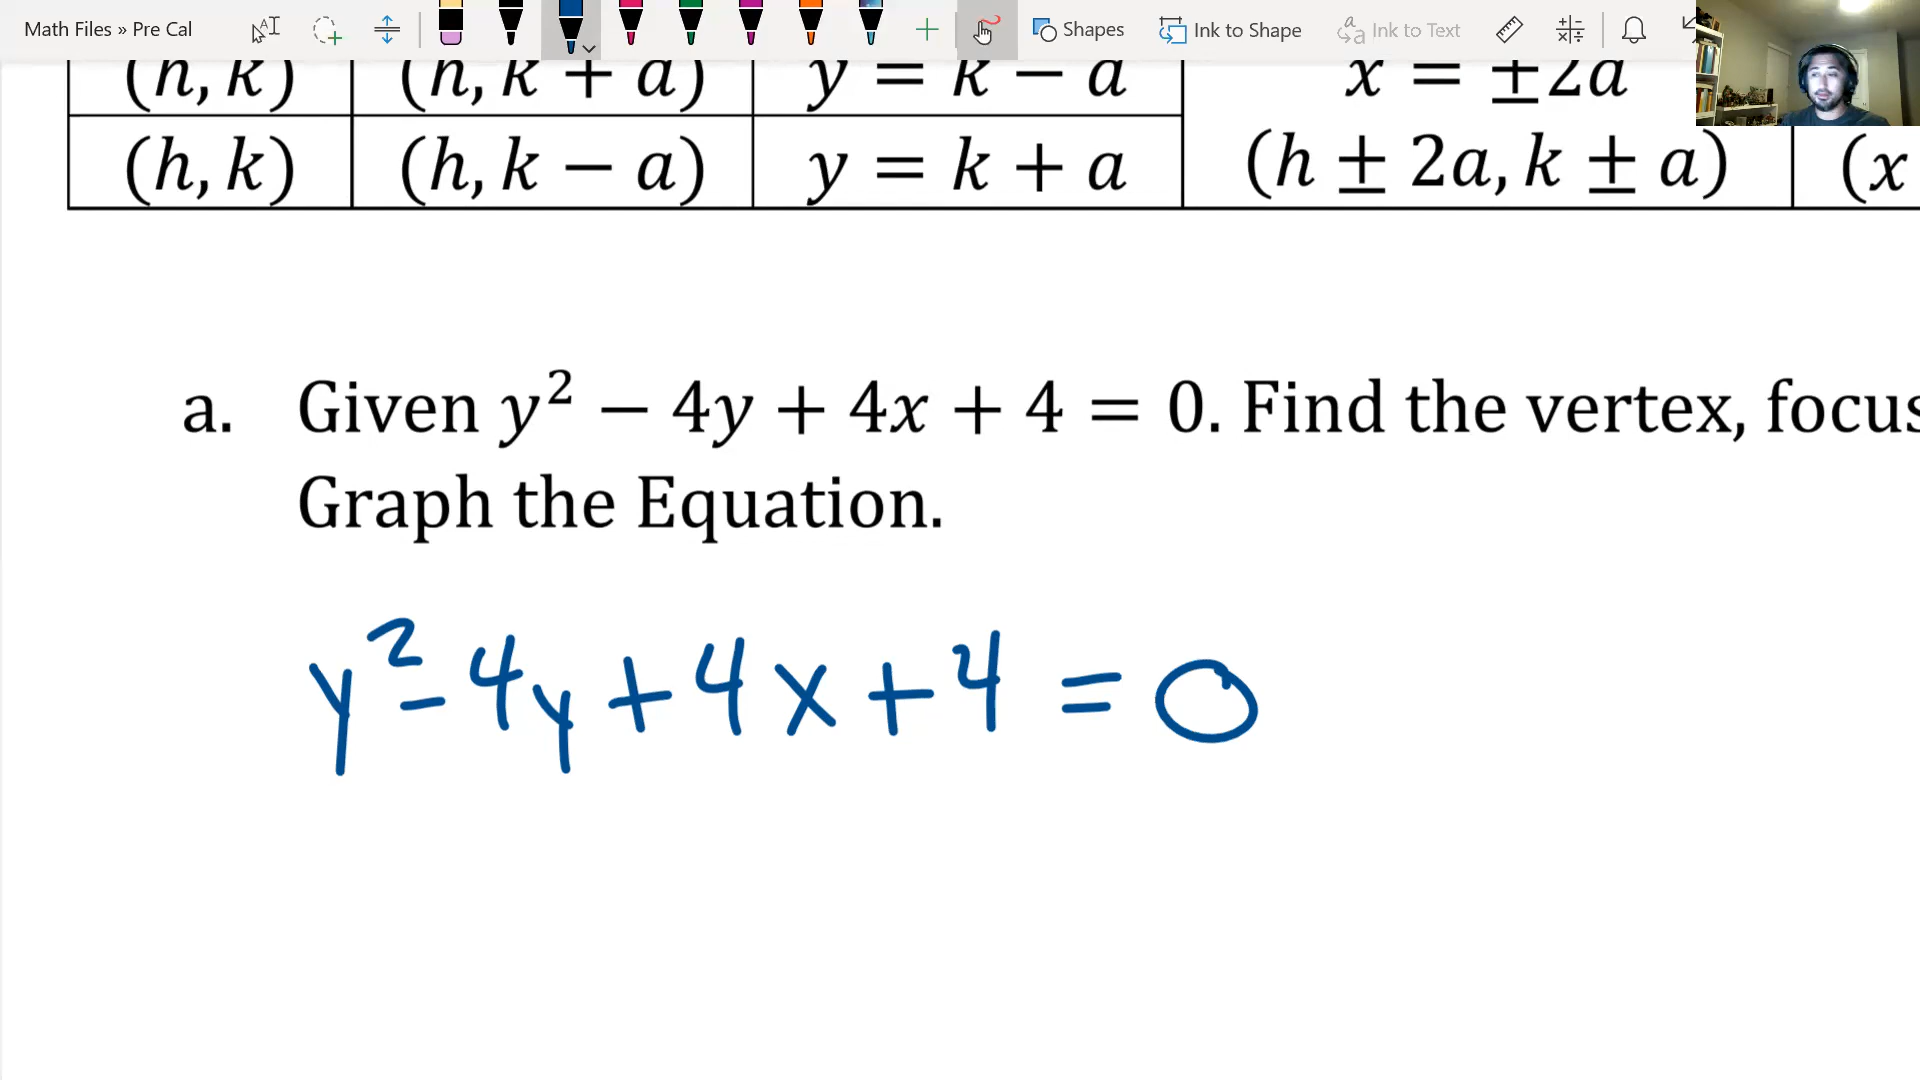 Math Files » Pre Cal Shapes Ink to Shape Ink to Text
(h, k) (h, k + a) y = k − a x = ±2a
(h, k) (h, k − a) y = k + a (h ± 2a, k ± a) (x
a. Given y² − 4y + 4x + 4 = 0. Find the vertex, focus
Graph the Equation.
y² - 4y + 4x + 4 = 0